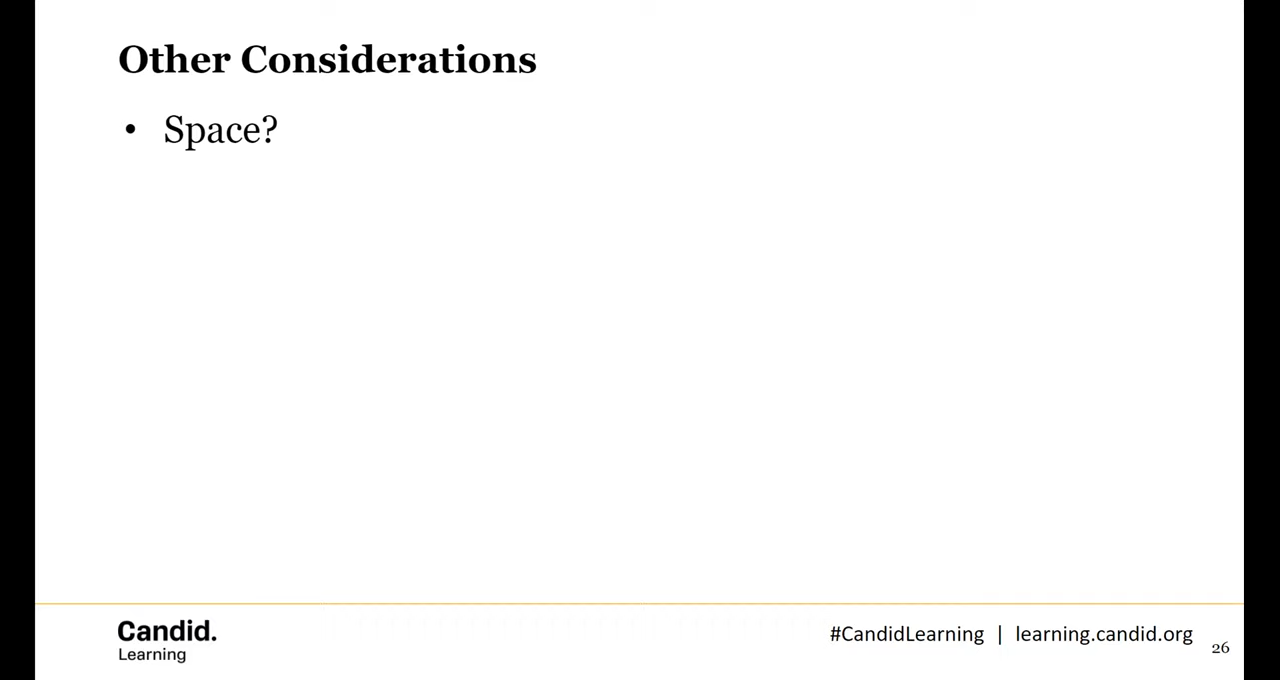 Other Considerations
• Space?
Candid.
Learning
#CandidLearning | learning.candid.org
26